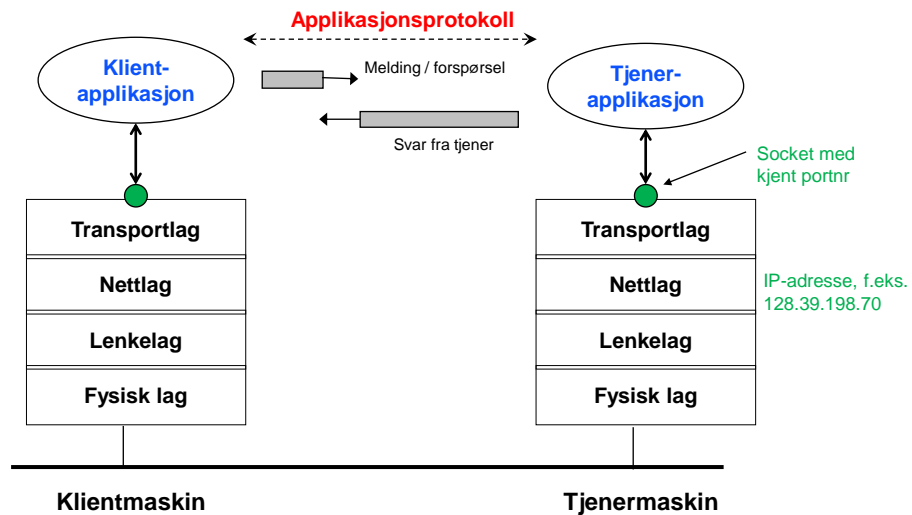 Applikasjonsprotokoll
Klient-
applikasjon
Melding / forspørsel
Svar fra tjener
Tjener-
applikasjon
Socket med
kjent portnr
Transportlag
Nettlag
Lenkelag
Fysisk lag
Transportlag
Nettlag
Lenkelag
Fysisk lag
IP-adresse, f.eks.
128.39.198.70
Klientmaskin
Tjenermaskin